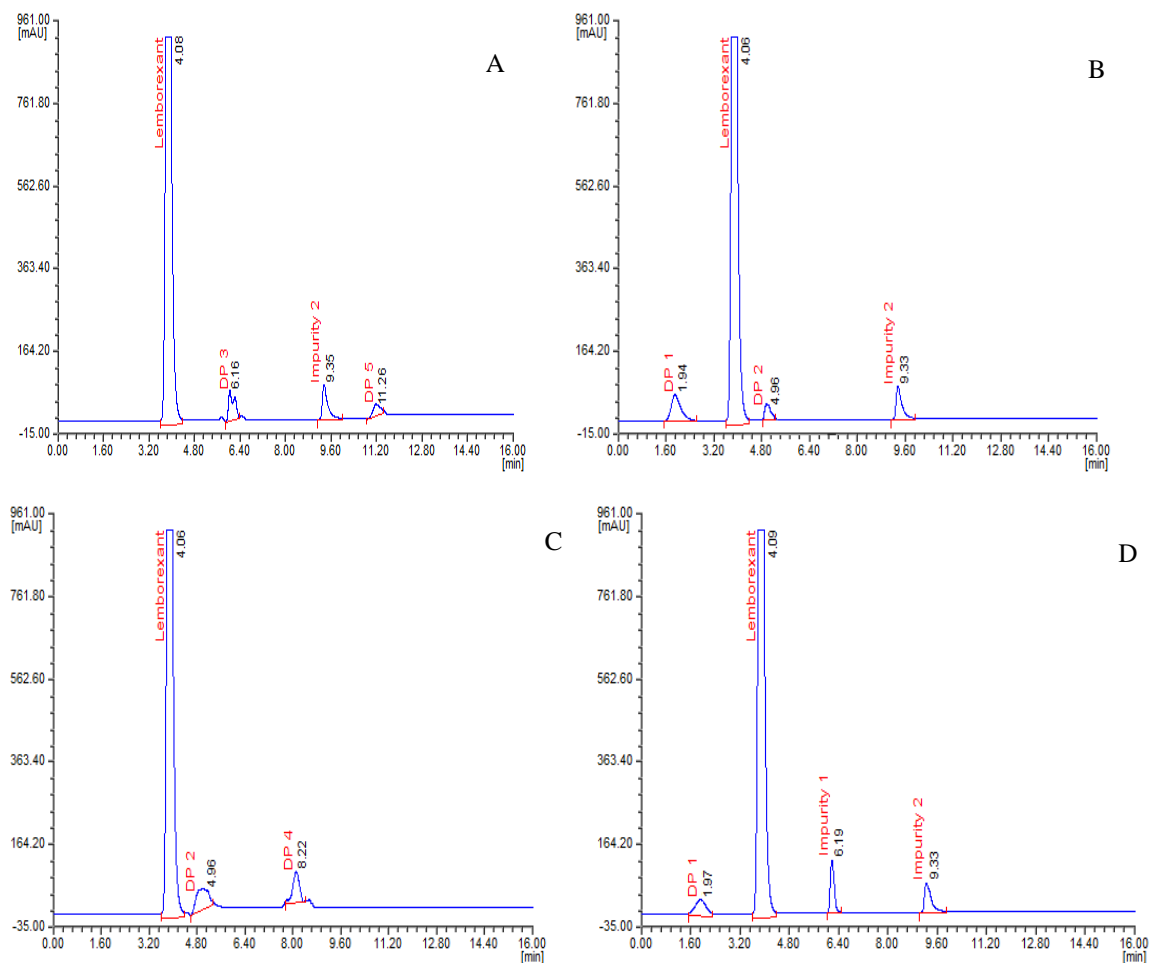 961.00
[mAU]
761.80
562.60
363.40
164.20
-15.00
0.00 1.60 3.20 4.80 6.40 8.00 9.60 11.20 12.80 14.40 16.00
[min]
Lemborexant
4.08
DP 3
6.16
Impurity 2
9.35
DP 5
11.26
A
961.00
[mAU]
761.80
562.60
363.40
164.20
-15.00
0.00 1.60 3.20 4.80 6.40 8.00 9.60 11.20 12.80 14.40 16.00
[min]
DP 1
1.94
Lemborexant
4.06
DP 2
4.96
Impurity 2
9.33
B
961.00
[mAU]
761.80
562.60
363.40
164.20
-35.00
0.00 1.60 3.20 4.80 6.40 8.00 9.60 11.20 12.80 14.40 16.00
[min]
Lemborexant
4.06
DP 2
4.96
DP 4
8.22
C
961.00
[mAU]
761.80
562.60
363.40
164.20
-35.00
0.00 1.60 3.20 4.80 6.40 8.00 9.60 11.20 12.80 14.40 16.00
[min]
DP 1
1.97
Lemborexant
4.09
Impurity 1
6.19
Impurity 2
9.33
D